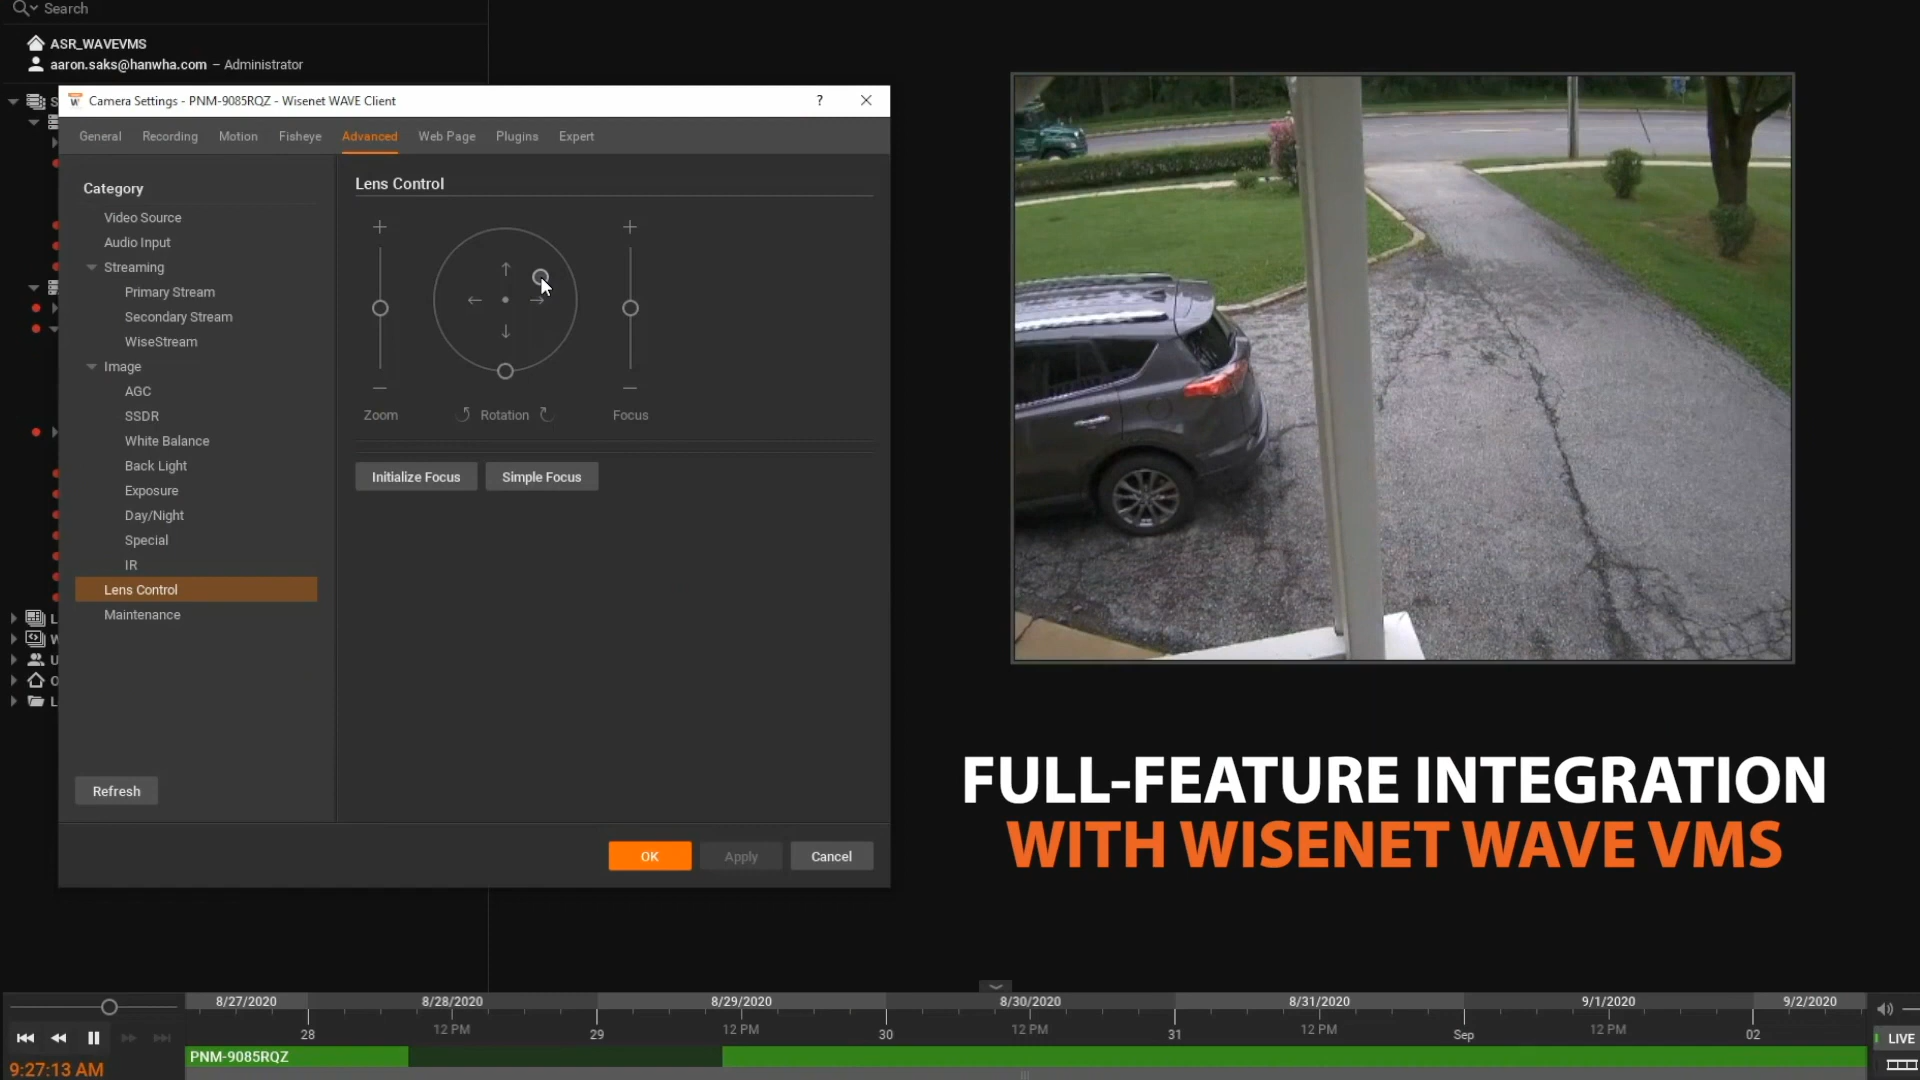 Search
ASR_WAVEVMS
aaron.saks@hanwha.com – Administrator
Camera Settings - PNM-9085RQZ - Wisenet WAVE Client
?
General Recording Motion Fisheye Advanced Web Page Plugins Expert
Category
Video Source
Audio Input
Streaming
Primary Stream
Secondary Stream
WiseStream
Image
AGC
SSDR
White Balance
Back Light
Exposure
Day/Night
Special
IR
Lens Control
Maintenance
Refresh
Lens Control
Zoom Rotation Focus
Initialize Focus Simple Focus
OK Apply Cancel
S
L
W
U
O
L
FULL-FEATURE INTEGRATION
WITH WISENET WAVE VMS
8/27/2020 8/28/2020 8/29/2020 8/30/2020 8/31/2020 9/1/2020 9/2/2020
28 12 PM 29 12 PM 30 12 PM 31 12 PM Sep 12 PM 02
LIVE
PNM-9085RQZ
9:27:13 AM